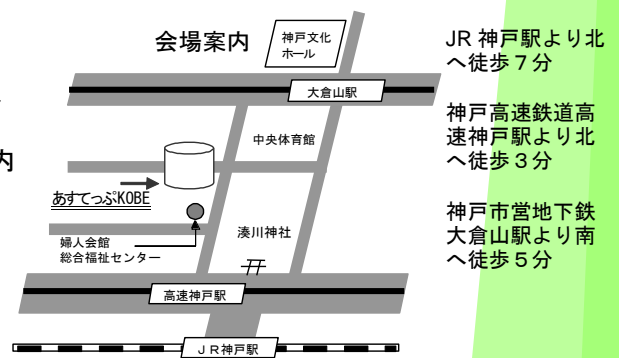 会場案内
神戸文化
ホール
大倉山駅
中央体育館
内
あすてっぷKOBE
湊川神社
婦人会館
総合福祉センター
高速神戸駅
ＪＲ神戸駅
JR 神戸駅より北
へ徒歩７分
神戸高速鉄道高
速神戸駅より北
へ徒歩３分
神戸市営地下鉄
大倉山駅より南
へ徒歩５分